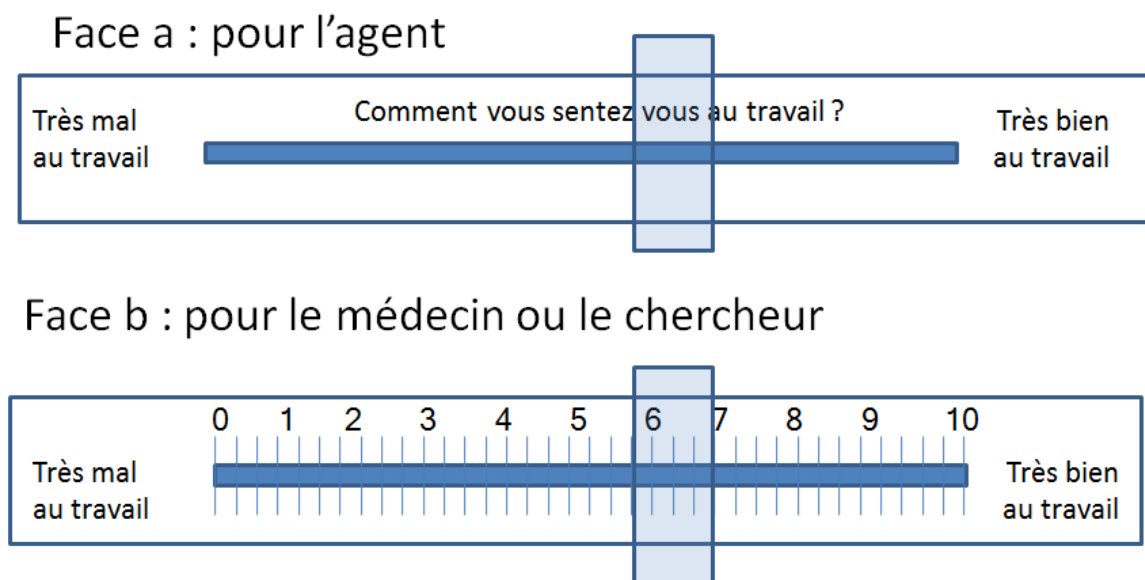 Face a : pour l'agent
Comment vous sentez vous au travail ?
Très mal
au travail
Très bien
au travail
Face b : pour le médecin ou le chercheur
0 1 2 3 4 5 6 7 8 9 10
Très mal
au travail
Très bien
au travail